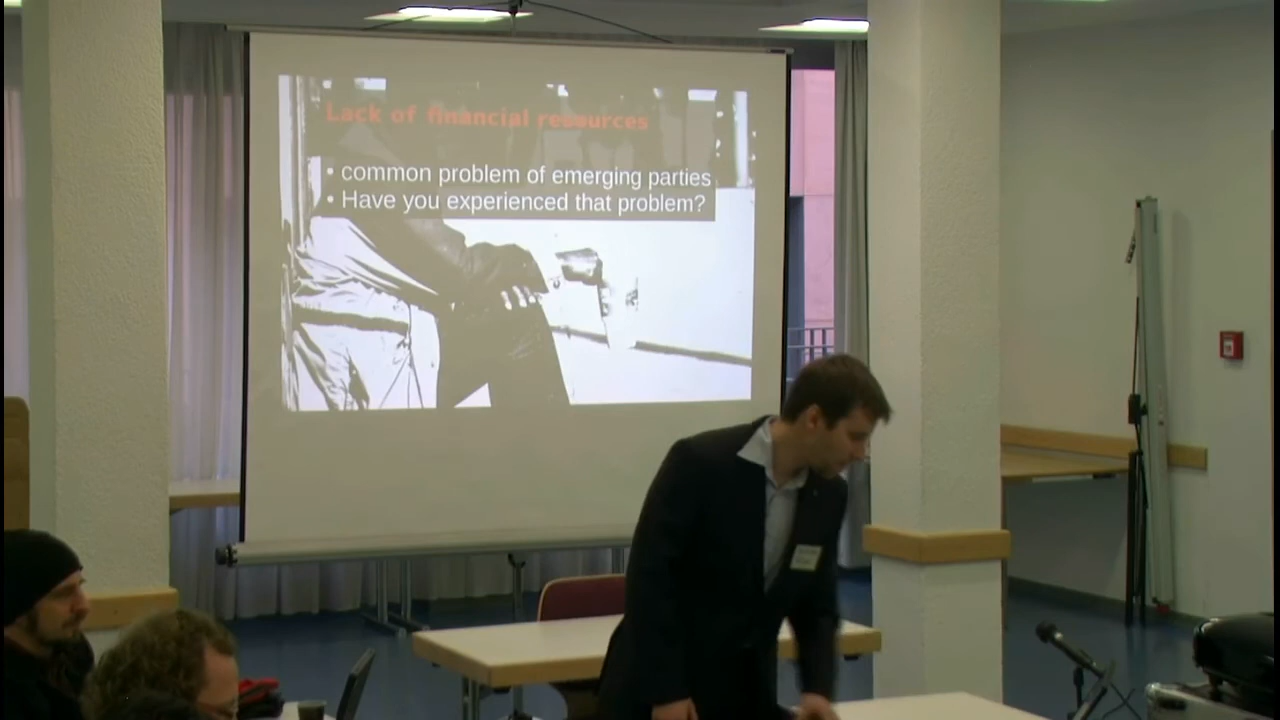 Lack of financial resources
• common problem of emerging parties
• Have you experienced that problem?